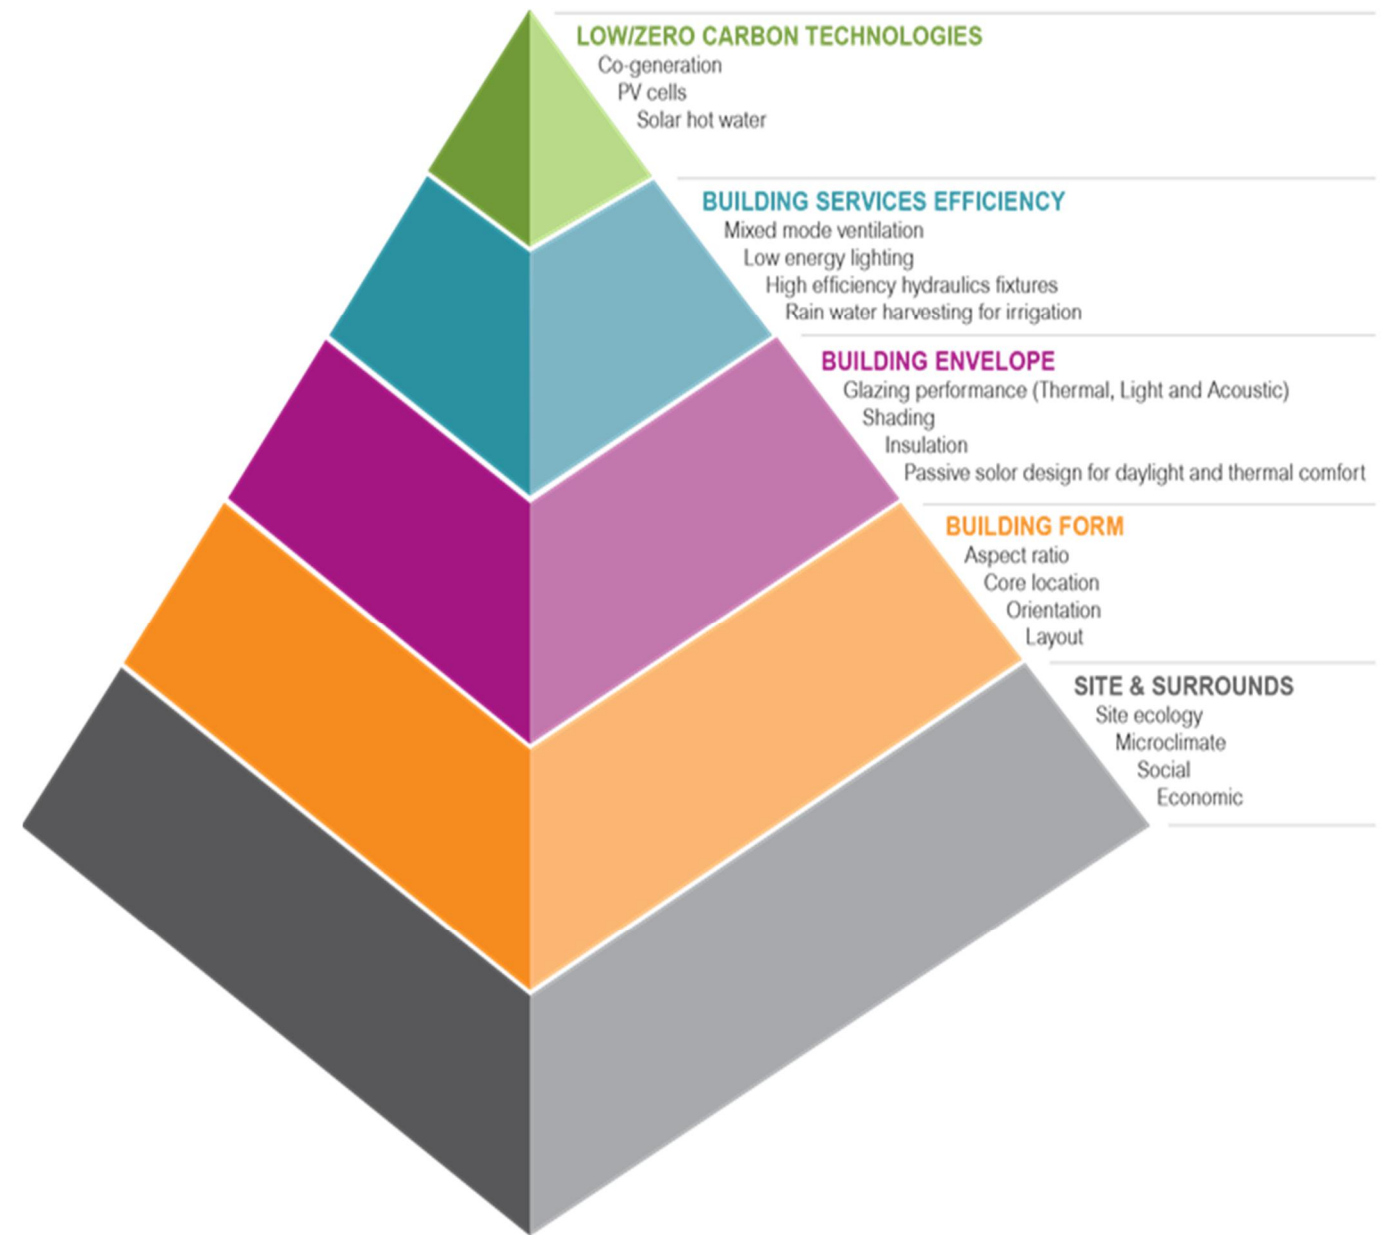 LOW/ZERO CARBON TECHNOLOGIES
Co-generation
PV cells
Solar hot water
BUILDING SERVICES EFFICIENCY
Mixed mode ventilation
Low energy lighting
High efficiency hydraulics fixtures
Rain water harvesting for irrigation
BUILDING ENVELOPE
Glazing performance (Thermal, Light and Acoustic)
Shading
Insulation
Passive solor design for daylight and thermal comfort
BUILDING FORM
Aspect ratio
Core location
Orientation
Layout
SITE & SURROUNDS
Site ecology
Microclimate
Social
Economic